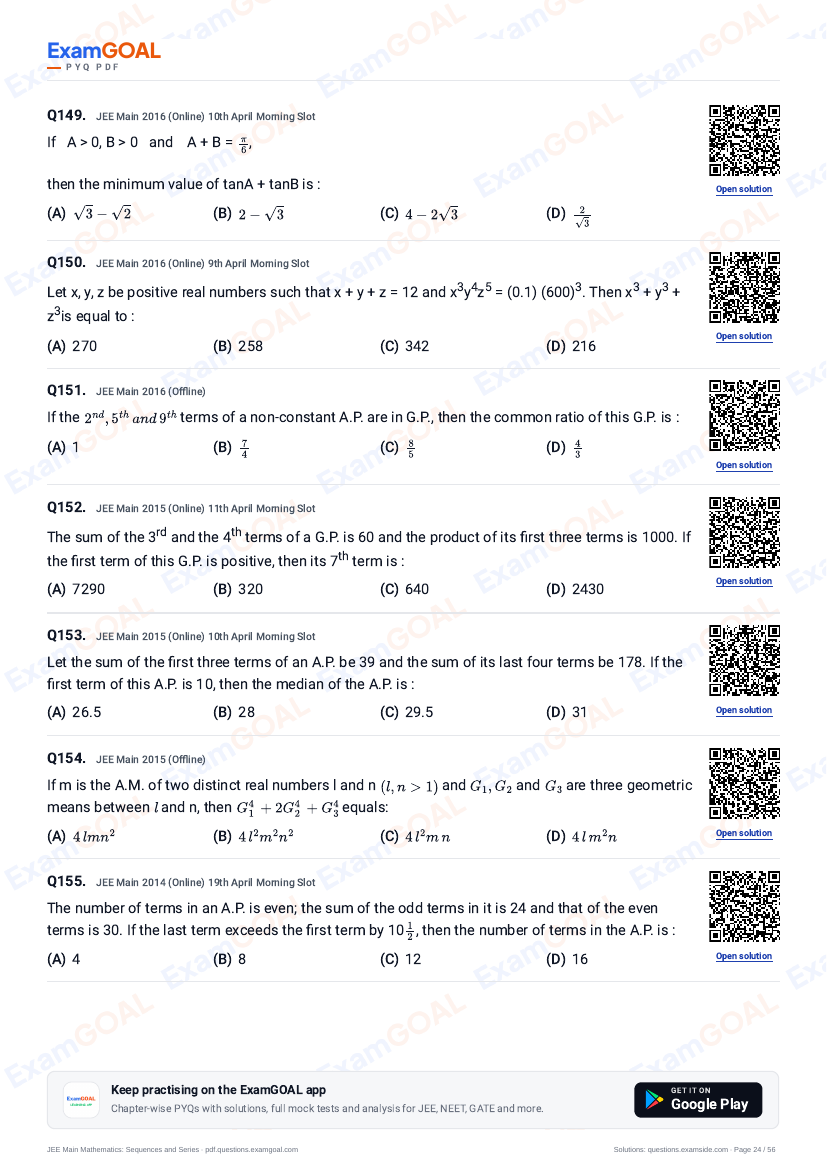 ExamGOAL
PYQ PDF
Q149. JEE Main 2016 (Online) 10th April Morning Slot
If A > 0, B > 0 and A + B = π/6,
then the minimum value of tanA + tanB is :
(A) √3 − √2 (B) 2 − √3 (C) 4 − 2√3 (D) 2/√3
Open solution
Q150. JEE Main 2016 (Online) 9th April Morning Slot
Let x, y, z be positive real numbers such that x + y + z = 12 and x³y⁴z⁵ = (0.1) (600)³. Then x³ + y³ +
z³is equal to :
(A) 270 (B) 258 (C) 342 (D) 216
Open solution
Q151. JEE Main 2016 (Offline)
If the 2ⁿᵈ, 5ᵗʰ and 9ᵗʰ terms of a non-constant A.P. are in G.P., then the common ratio of this G.P. is :
(A) 1 (B) 7/4 (C) 8/5 (D) 4/3
Open solution
Q152. JEE Main 2015 (Online) 11th April Morning Slot
The sum of the 3ʳᵈ and the 4ᵗʰ terms of a G.P. is 60 and the product of its first three terms is 1000. If
the first term of this G.P. is positive, then its 7ᵗʰ term is :
(A) 7290 (B) 320 (C) 640 (D) 2430
Open solution
Q153. JEE Main 2015 (Online) 10th April Morning Slot
Let the sum of the first three terms of an A.P. be 39 and the sum of its last four terms be 178. If the
first term of this A.P. is 10, then the median of the A.P. is :
(A) 26.5 (B) 28 (C) 29.5 (D) 31
Open solution
Q154. JEE Main 2015 (Offline)
If m is the A.M. of two distinct real numbers l and n (l, n > 1) and G₁, G₂ and G₃ are three geometric
means between l and n, then G₁⁴ + 2G₂⁴ + G₃⁴ equals:
(A) 4 lmn² (B) 4 l²m²n² (C) 4 l²m n (D) 4 l m²n
Open solution
Q155. JEE Main 2014 (Online) 19th April Morning Slot
The number of terms in an A.P. is even; the sum of the odd terms in it is 24 and that of the even
terms is 30. If the last term exceeds the first term by 10 1/2, then the number of terms in the A.P. is :
(A) 4 (B) 8 (C) 12 (D) 16
Open solution
Keep practising on the ExamGOAL app
Chapter-wise PYQs with solutions, full mock tests and analysis for JEE, NEET, GATE and more.
GET IT ON
Google Play
JEE Main Mathematics: Sequences and Series · pdf.questions.examgoal.com
Solutions: questions.examside.com · Page 24 / 56